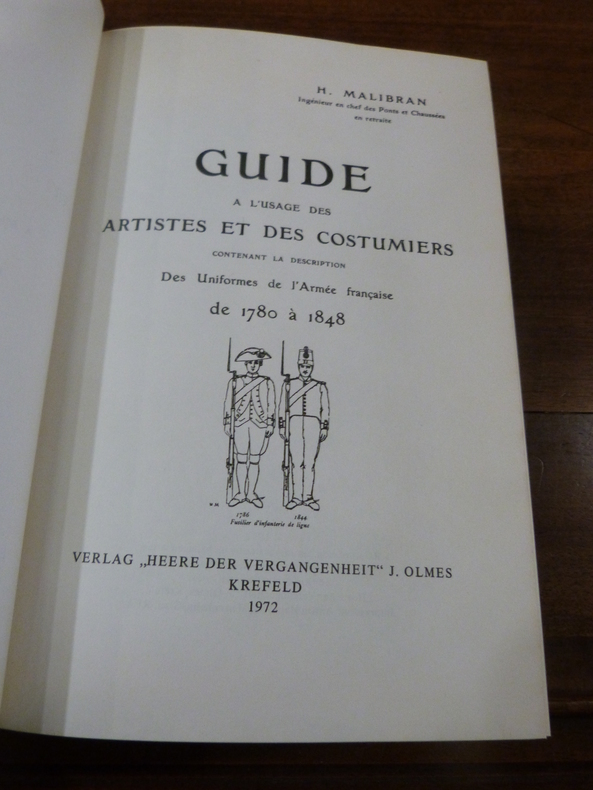 H. MALIBRAN
Ingénieur en chef des Ponts et Chaussées
en retraite
GUIDE
A L'USAGE DES
ARTISTES ET DES COSTUMIERS
CONTENANT LA DESCRIPTION
Des Uniformes de l'Armée française
de 1780 à 1848
1786 1844
Fusilier d'infanterie de ligne
VERLAG „HEERE DER VERGANGENHEIT“ J. OLMES
KREFELD
1972